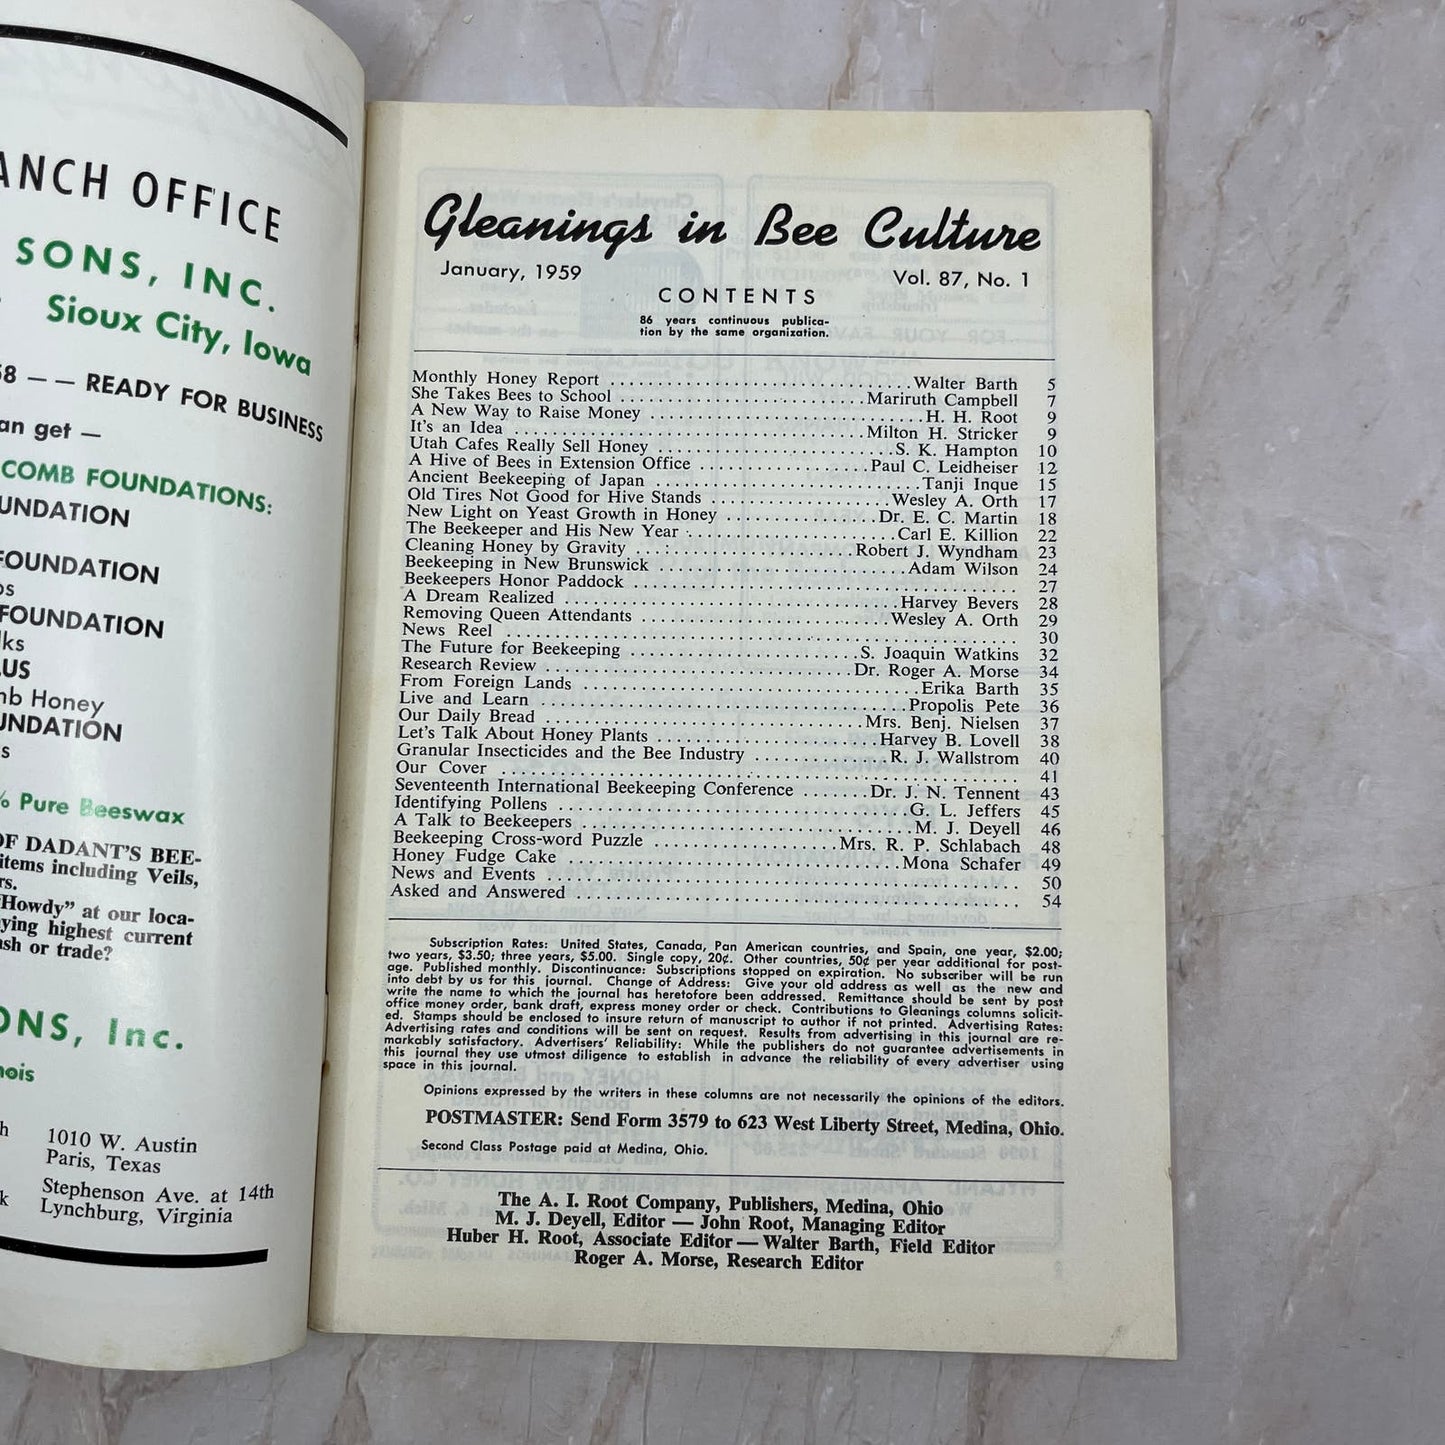 ANCH OFFICE
SONS, INC.
Sioux City, Iowa
58 — — READY FOR BUSINESS
an get —
COMB FOUNDATIONS:
UNDATION
FOUNDATION
FOUNDATION
lks
LUS
mb Honey
UNDATION
% Pure Beeswax
OF DADANT'S BEE-
items including Veils,
rs.
"Howdy" at our loca-
ying highest current
ash or trade?
ONS, Inc.
nois
1010 W. Austin
Paris, Texas
Stephenson Ave. at 14th
Lynchburg, Virginia
Gleanings in Bee Culture
January, 1959 Vol. 87, No. 1
CONTENTS
86 years continuous publica-
tion by the same organization.
Monthly Honey Report ........ Walter Barth 5
She Takes Bees to School ........ Mariruth Campbell 7
A New Way to Raise Money ........ H. H. Root 9
It's an Idea ........ Milton H. Stricker 9
Utah Cafes Really Sell Honey ........ S. K. Hampton 10
A Hive of Bees in Extension Office ........ Paul C. Leidheiser 12
Ancient Beekeeping of Japan ........ Tanji Inque 15
Old Tires Not Good for Hive Stands ........ Wesley A. Orth 17
New Light on Yeast Growth in Honey ........ Dr. E. C. Martin 18
The Beekeeper and His New Year ........ Carl E. Killion 22
Cleaning Honey by Gravity ........ Robert J. Wyndham 23
Beekeeping in New Brunswick ........ Adam Wilson 24
Beekeepers Honor Paddock ........ 27
A Dream Realized ........ Harvey Bevers 28
Removing Queen Attendants ........ Wesley A. Orth 29
News Reel ........ 30
The Future for Beekeeping ........ S. Joaquin Watkins 32
Research Review ........ Dr. Roger A. Morse 34
From Foreign Lands ........ Erika Barth 35
Live and Learn ........ Propolis Pete 36
Our Daily Bread ........ Mrs. Benj. Nielsen 37
Let's Talk About Honey Plants ........ Harvey B. Lovell 38
Granular Insecticides and the Bee Industry ........ R. J. Wallstrom 40
Our Cover ........ 41
Seventeenth International Beekeeping Conference ........ Dr. J. N. Tennent 43
Identifying Pollens ........ G. L. Jeffers 45
A Talk to Beekeepers ........ M. J. Deyell 46
Beekeeping Cross-word Puzzle ........ Mrs. R. P. Schlabach 48
Honey Fudge Cake ........ Mona Schafer 49
News and Events ........ 50
Asked and Answered ........ 54
Subscription Rates: United States, Canada, Pan American countries, and Spain, one year, $2.00;
two years, $3.50; three years, $5.00. Single copy, 20¢. Other countries, 50¢ per year additional for post-
age. Published monthly. Discontinuance: Subscriptions stopped on expiration. No subscriber will be run
into debt by us for this journal. Change of Address: Give your old address as well as the new and
write the name to which the journal has heretofore been addressed. Remittance should be sent by post
office money order, bank draft, express money order or check. Contributions to Gleanings columns solicit-
ed. Stamps should be enclosed to insure return of manuscript to author if not printed. Advertising Rates:
Advertising rates and conditions will be sent on request. Results from advertising in this journal are re-
markably satisfactory. Advertisers' Reliability: While the publishers do not guarantee advertisements in
this journal they use utmost diligence to establish in advance the reliability of every advertiser using
space in this journal.
Opinions expressed by the writers in these columns are not necessarily the opinions of the editors.
POSTMASTER: Send Form 3579 to 623 West Liberty Street, Medina, Ohio.
Second Class Postage paid at Medina, Ohio.
The A. I. Root Company, Publishers, Medina, Ohio
M. J. Deyell, Editor — John Root, Managing Editor
Huber H. Root, Associate Editor — Walter Barth, Field Editor
Roger A. Morse, Research Editor